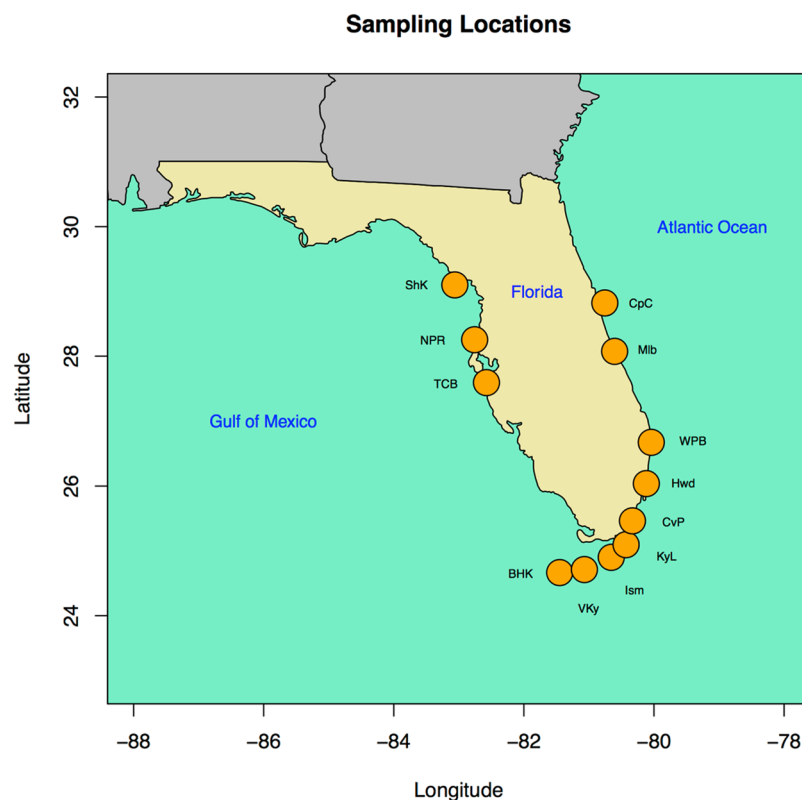 Sampling Locations
32
30
28
26
24
Latitude
Atlantic Ocean
ShK
Florida
CpC
NPR
Mlb
TCB
Gulf of Mexico
WPB
Hwd
CvP
KyL
BHK
Ism
VKy
−88
−86
−84
−82
−80
−78
Longitude